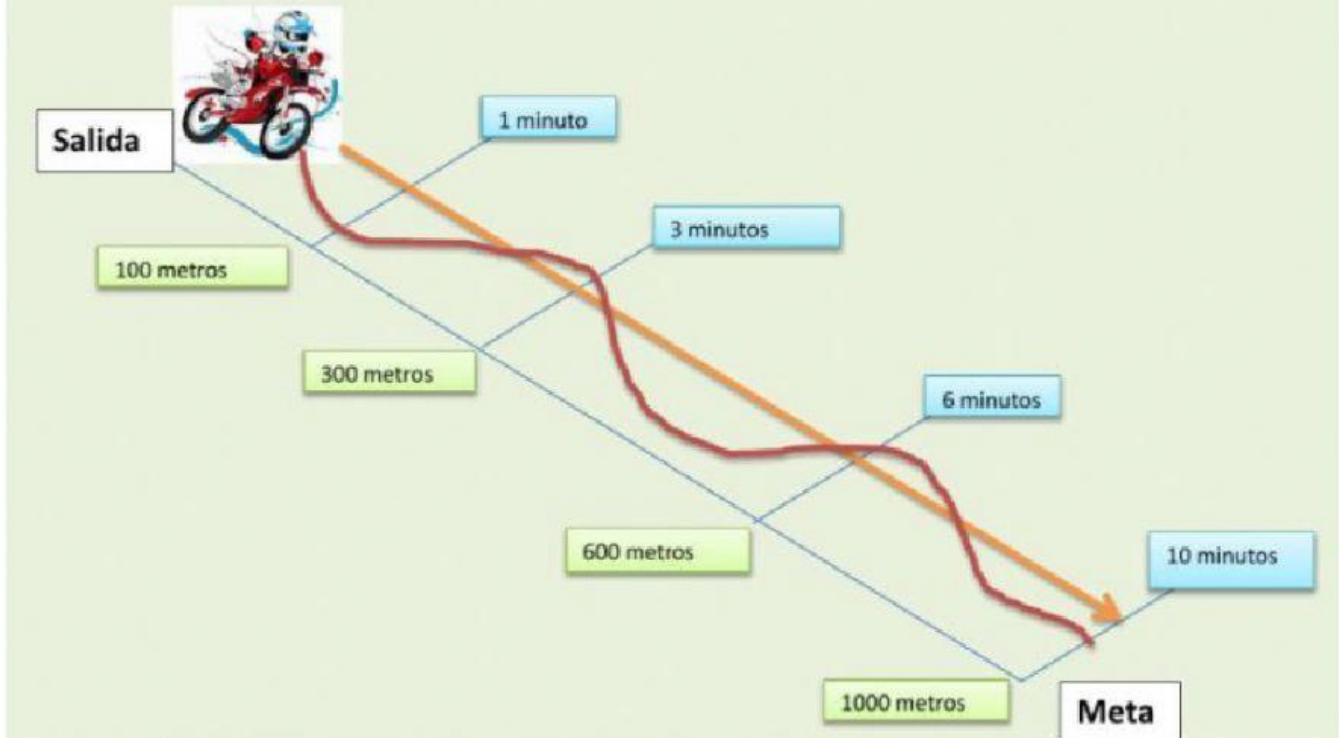 Salida
1 minuto
100 metros
3 minutos
300 metros
6 minutos
600 metros
10 minutos
1000 metros
Meta